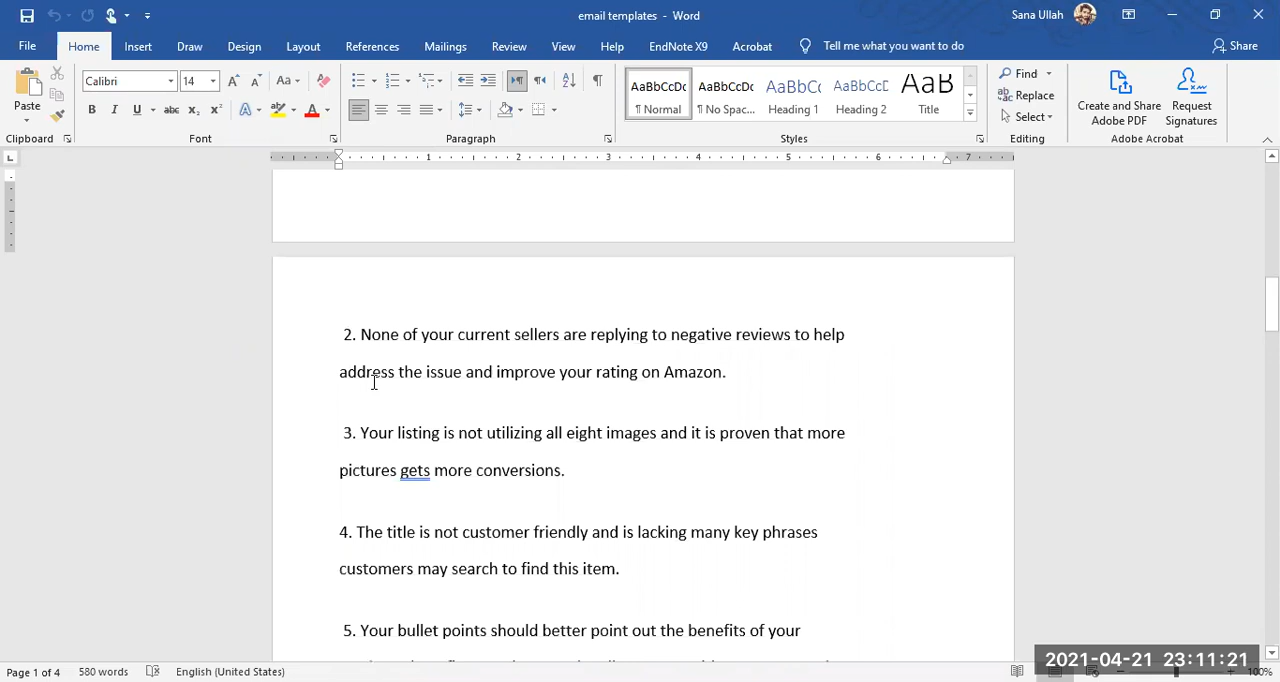 email templates - Word
Sana Ullah
File Home Insert Draw Design Layout References Mailings Review View Help EndNote X9 Acrobat Tell me what you want to do Share
Paste
Calibri 14
Clipboard
Font
Paragraph
AaBbCcDc AaBbCcDc AaBbCc AaBbCcD AaB
¶ Normal ¶ No Spac... Heading 1 Heading 2 Title
Styles
Find
Replace
Select
Editing
Create and Share
Adobe PDF
Request
Signatures
Adobe Acrobat
1 2 3 4 5 6 7
2. None of your current sellers are replying to negative reviews to help
address the issue and improve your rating on Amazon.
3. Your listing is not utilizing all eight images and it is proven that more
pictures gets more conversions.
4. The title is not customer friendly and is lacking many key phrases
customers may search to find this item.
5. Your bullet points should better point out the benefits of your
Page 1 of 4 580 words English (United States)
2021-04-21 23:11:21
100%